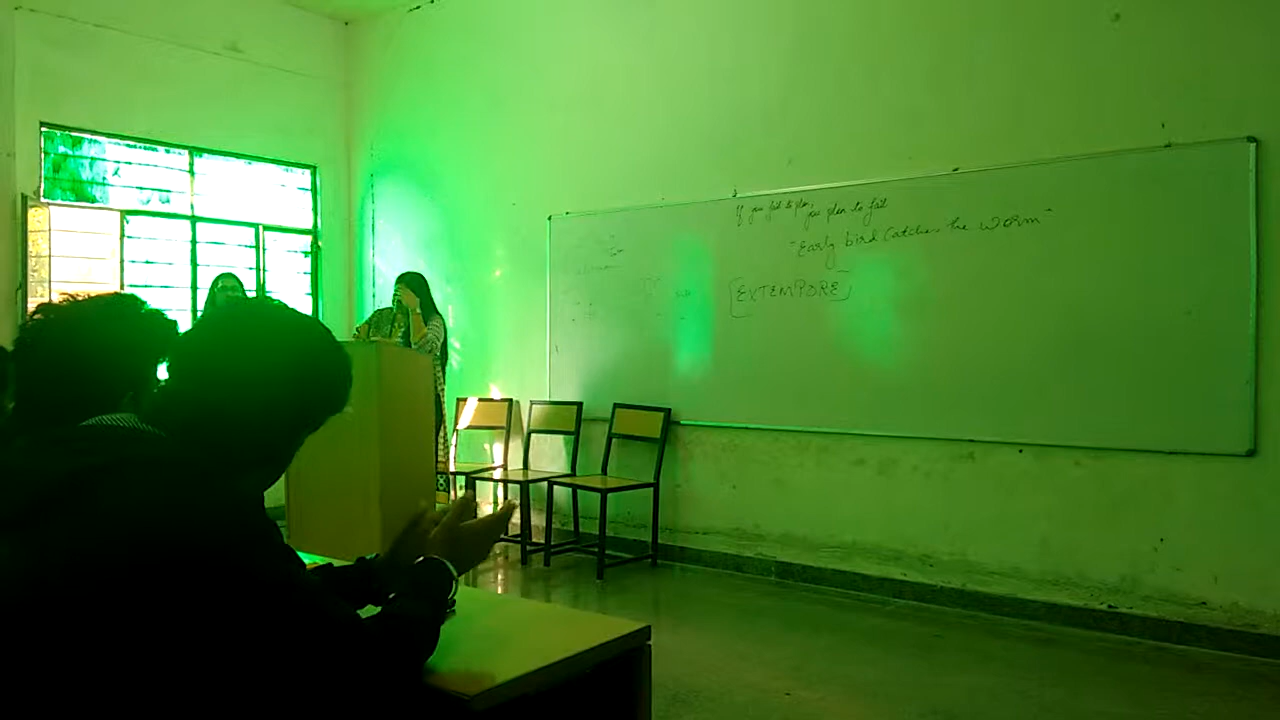 If you fail to plan, you plan to fail
"Early bird Catches the Worm"
[EXTEMPORE]